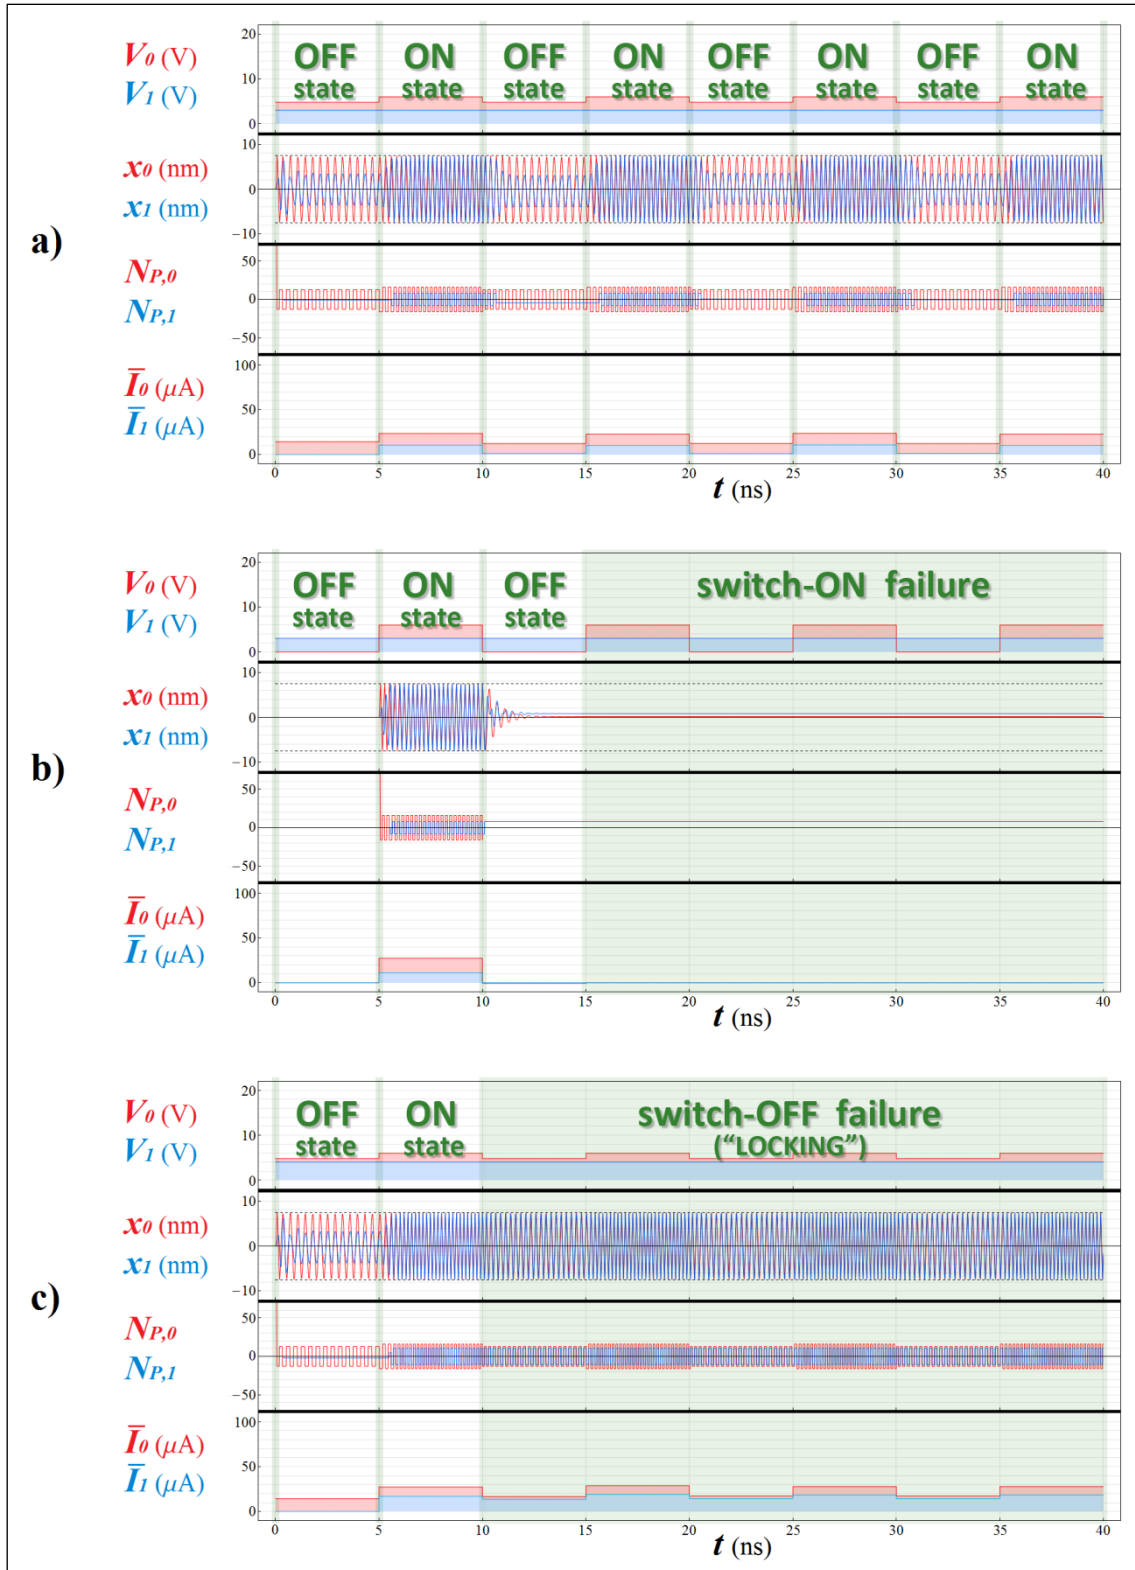 a)
V0 (V)
V1 (V)
20
10
0
OFF state
ON state
OFF state
ON state
OFF state
ON state
OFF state
ON state
x0 (nm)
x1 (nm)
10
0
−10
NP,0
NP,1
50
0
−50
I̅0 (μA)
I̅1 (μA)
100
50
0
0 5 10 15 20 25 30 35 40
t (ns)
b)
V0 (V)
V1 (V)
20
10
0
OFF state
ON state
OFF state
switch-ON failure
x0 (nm)
x1 (nm)
10
0
−10
NP,0
NP,1
50
0
−50
I̅0 (μA)
I̅1 (μA)
100
50
0
0 5 10 15 20 25 30 35 40
t (ns)
c)
V0 (V)
V1 (V)
20
10
0
OFF state
ON state
switch-OFF failure
(“LOCKING”)
x0 (nm)
x1 (nm)
10
0
−10
NP,0
NP,1
50
0
−50
I̅0 (μA)
I̅1 (μA)
100
50
0
0 5 10 15 20 25 30 35 40
t (ns)